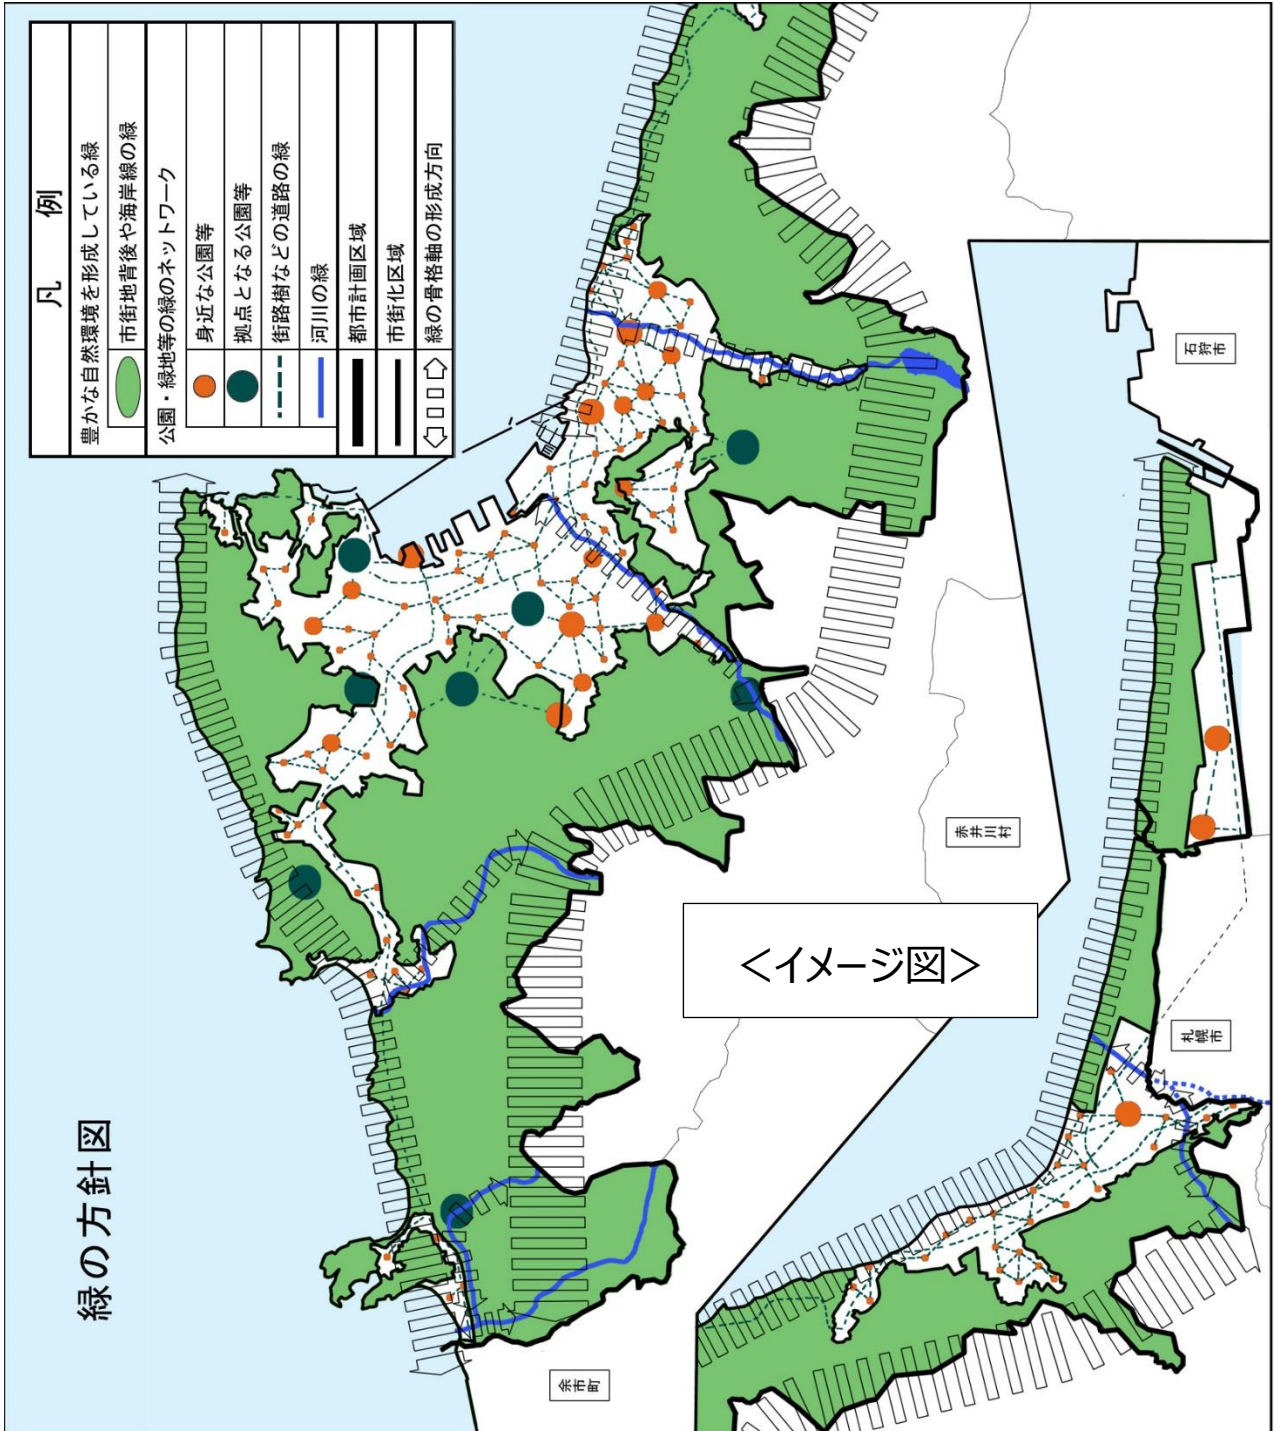 緑の方針図
凡 例
豊かな自然環境を形成している緑
市街地背後や海岸線の緑
公園・緑地等の緑のネットワーク
身近な公園等
拠点となる公園等
街路樹などの道路の緑
河川の緑
都市計画区域
市街化区域
緑の骨格軸の形成方向
余市町
赤井川村
<イメージ図>
札幌市
石狩市